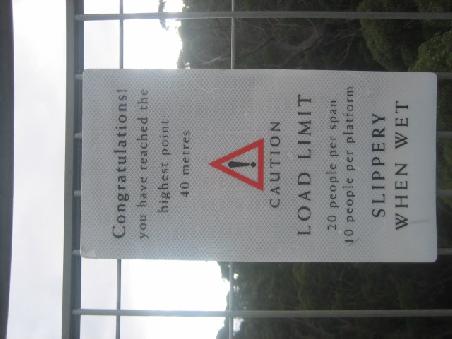 Congratulations!
you have reached the
highest point
40 metres
CAUTION
LOAD LIMIT
20 people per span
10 people per platform
SLIPPERY
WHEN WET